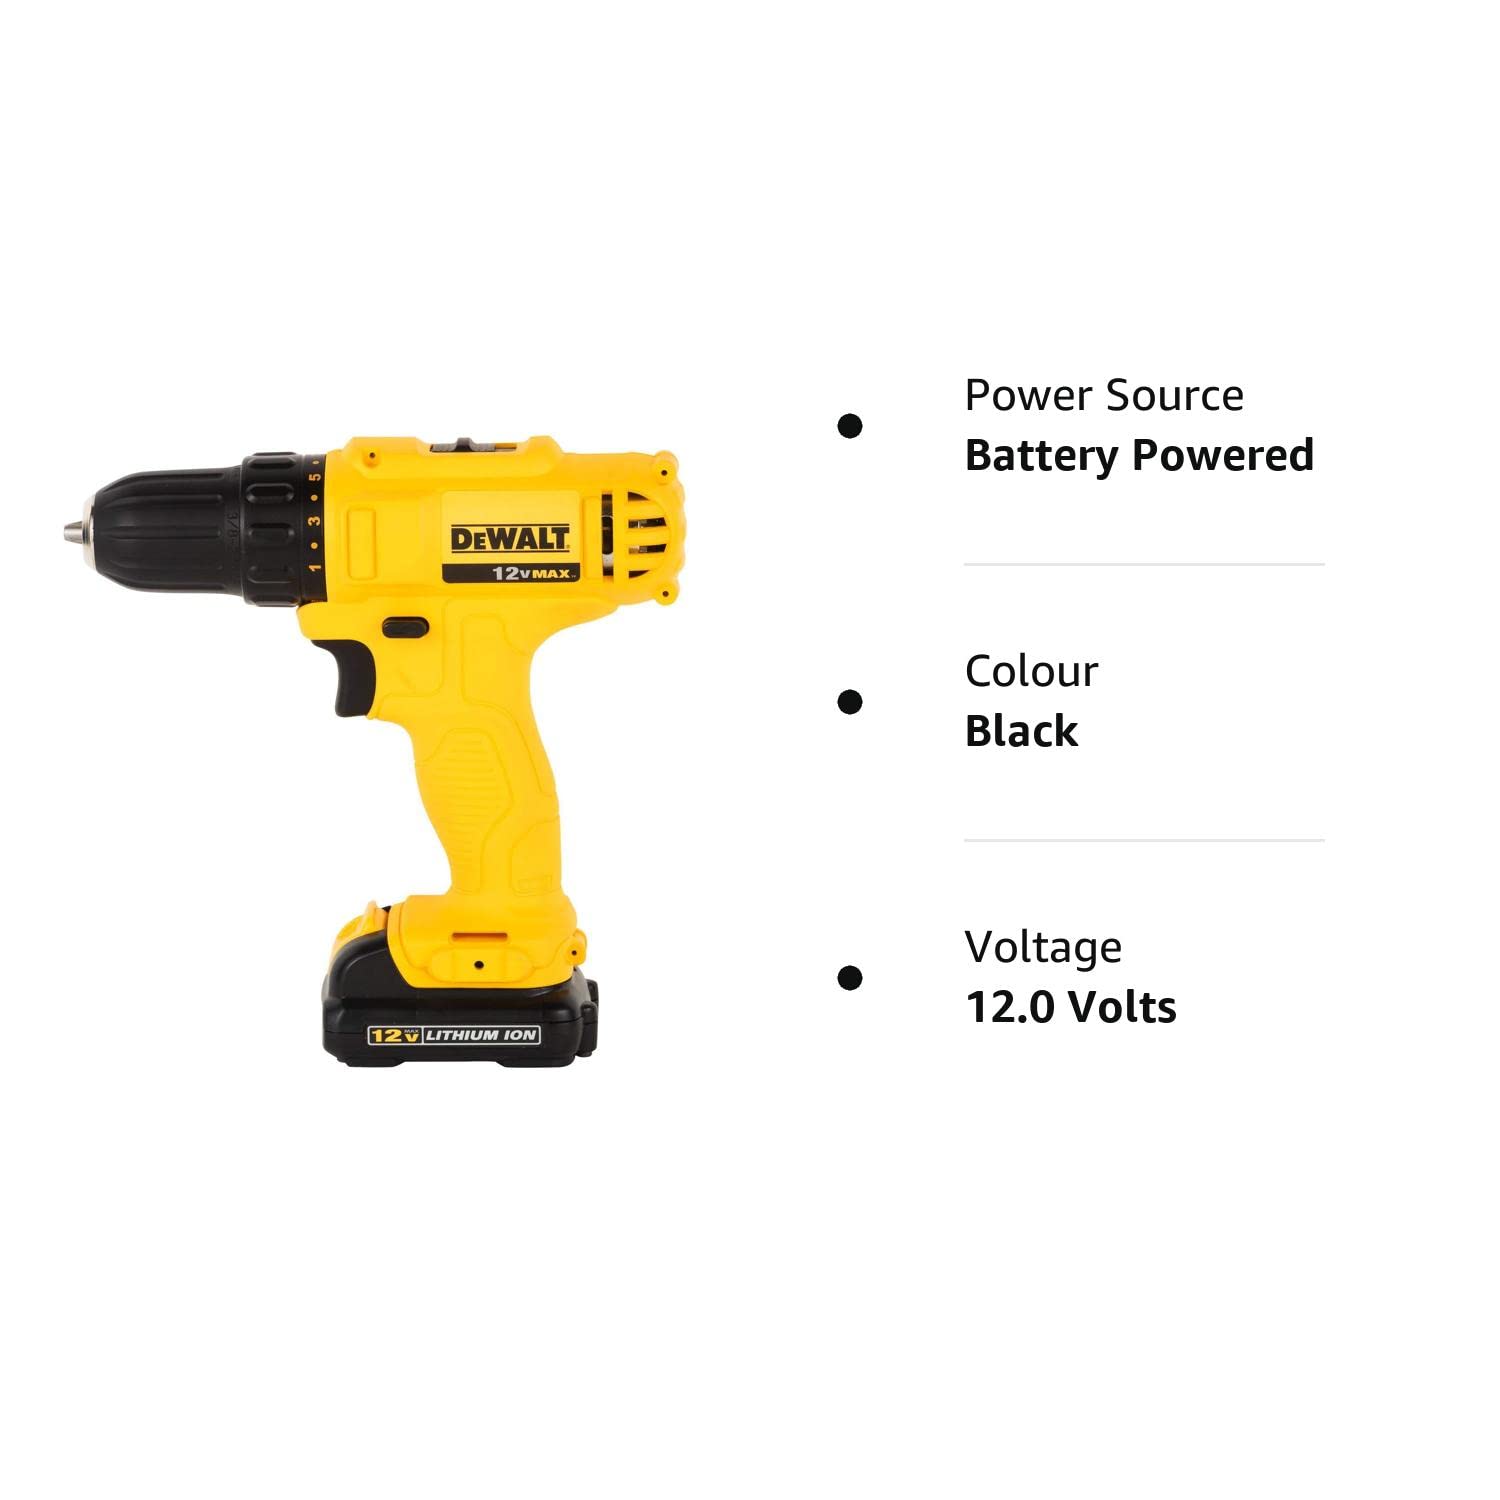 5
3
1
3/8"
DEWALT
12V MAX™
12V MAX LITHIUM ION
Power Source
Battery Powered
Colour
Black
Voltage
12.0 Volts